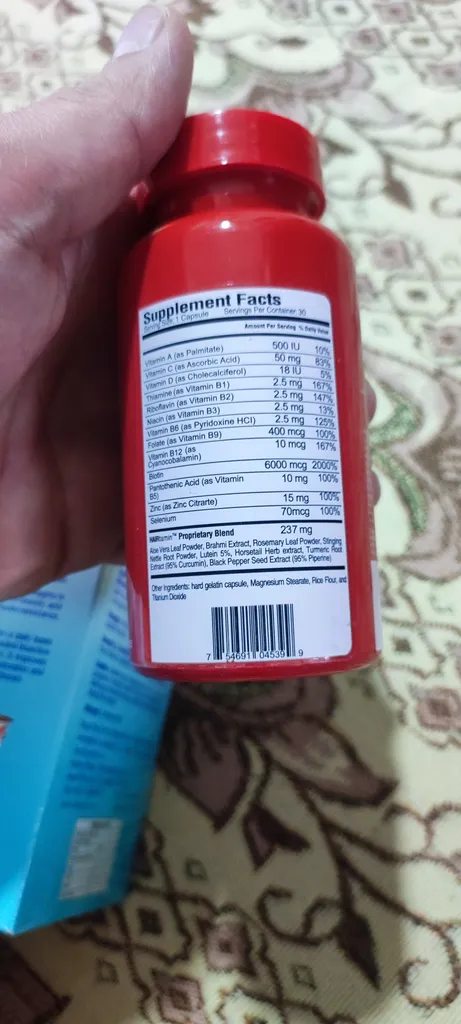 Supplement Facts
Serving Size: 1 Capsule Servings Per Container: 30
Amount Per Serving % Daily Value
Vitamin A (as Palmitate) 500 IU 10%
Vitamin C (as Ascorbic Acid) 50 mg 83%
Vitamin D (as Cholecalciferol) 18 IU 5%
Thiamine (as Vitamin B1) 2.5 mg 167%
Riboflavin (as Vitamin B2) 2.5 mg 147%
Niacin (as Vitamin B3) 2.5 mg 13%
Vitamin B6 (as Pyridoxine HCl) 2.5 mg 125%
Folate (as Vitamin B9) 400 mcg 100%
Vitamin B12 (as 10 mcg 167%
Cyanocobalamin)
Biotin 6000 mcg 2000%
Pantothenic Acid (as Vitamin 10 mg 100%
B5)
Zinc (as Zinc Citrarte) 15 mg 100%
Selenium 70mcg 100%
HAIRtamin™ Proprietary Blend 237 mg
Aloe Vera Leaf Powder, Brahmi Extract, Rosemary Leaf Powder, Stinging
Nettle Root Powder, Lutein 5%, Horsetail Herb extract, Turmeric Root
Extract (95% Curcumin), Black Pepper Seed Extract (95% Piperine)
Other Ingredients: hard gelatin capsule, Magnesium Stearate, Rice Flour, and
Titanium Dioxide
7 54691 04539 9